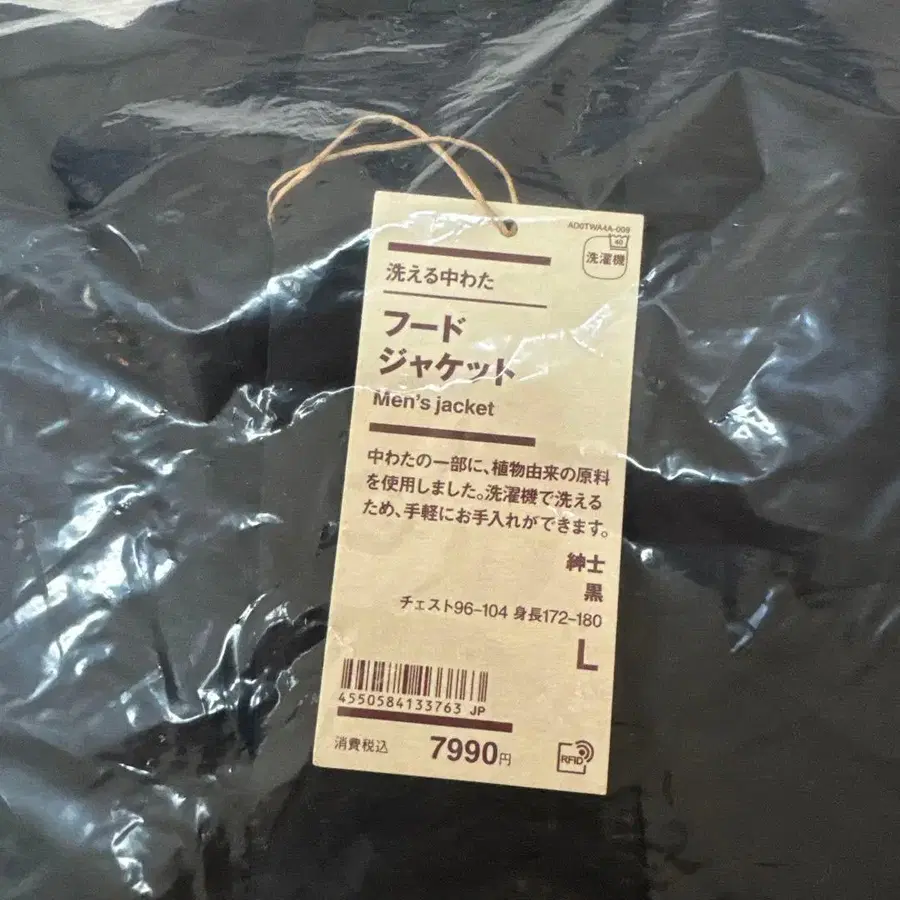 AD0TWA4A-009
40
洗濯機
洗える中わた
フード
ジャケット
Men's jacket
中わたの一部に、植物由来の原料
を使用しました。洗濯機で洗える
ため、手軽にお手入れができます。
紳士
黒
チェスト96-104 身長172-180
L
4550584133763 JP
消費税込 7990円
RFID